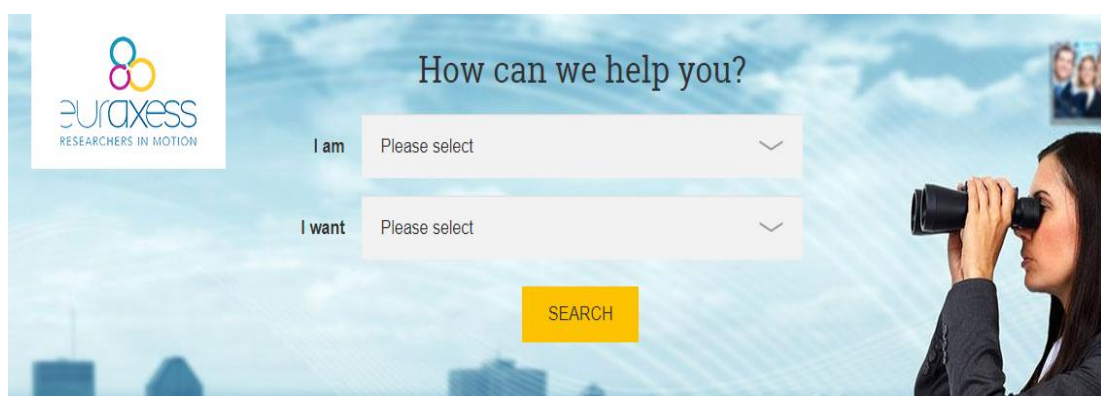 How can we help you?
euraxess
RESEARCHERS IN MOTION
I am
Please select
I want
Please select
SEARCH